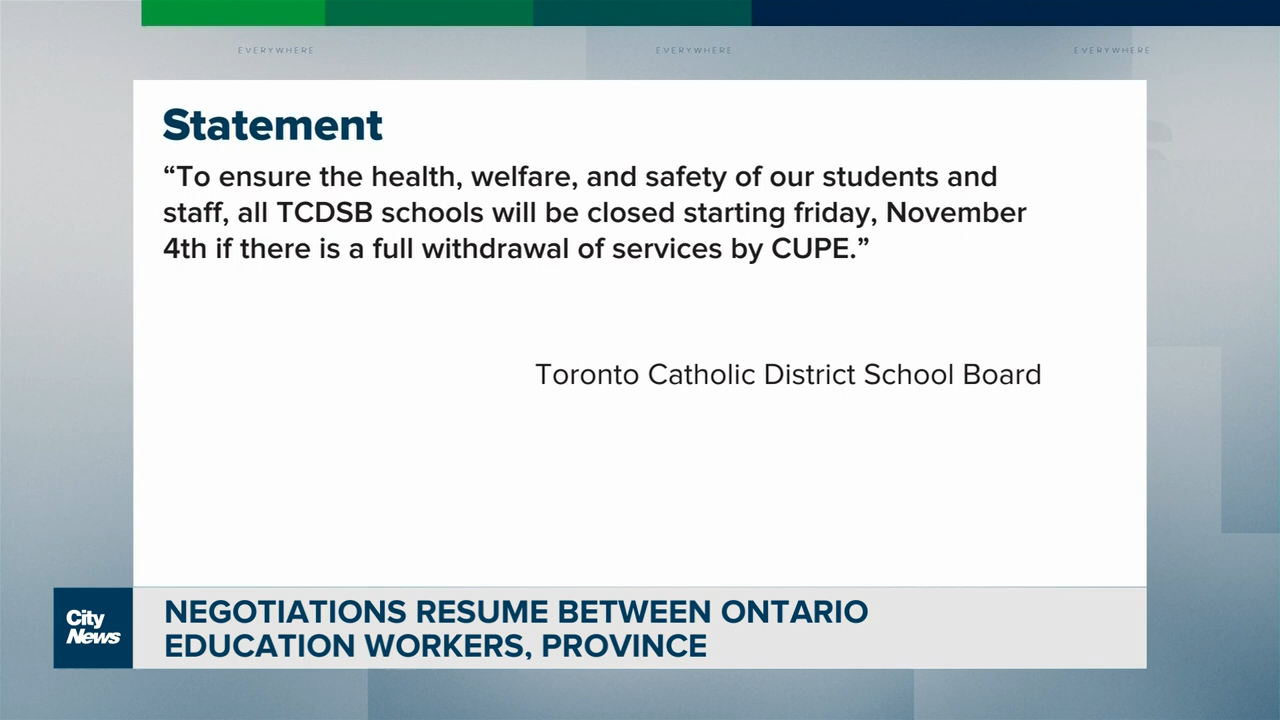 EVERYWHERE EVERYWHERE EVERYWHERE
Statement
“To ensure the health, welfare, and safety of our students and
staff, all TCDSB schools will be closed starting friday, November
4th if there is a full withdrawal of services by CUPE.”
Toronto Catholic District School Board
City
News
NEGOTIATIONS RESUME BETWEEN ONTARIO
EDUCATION WORKERS, PROVINCE